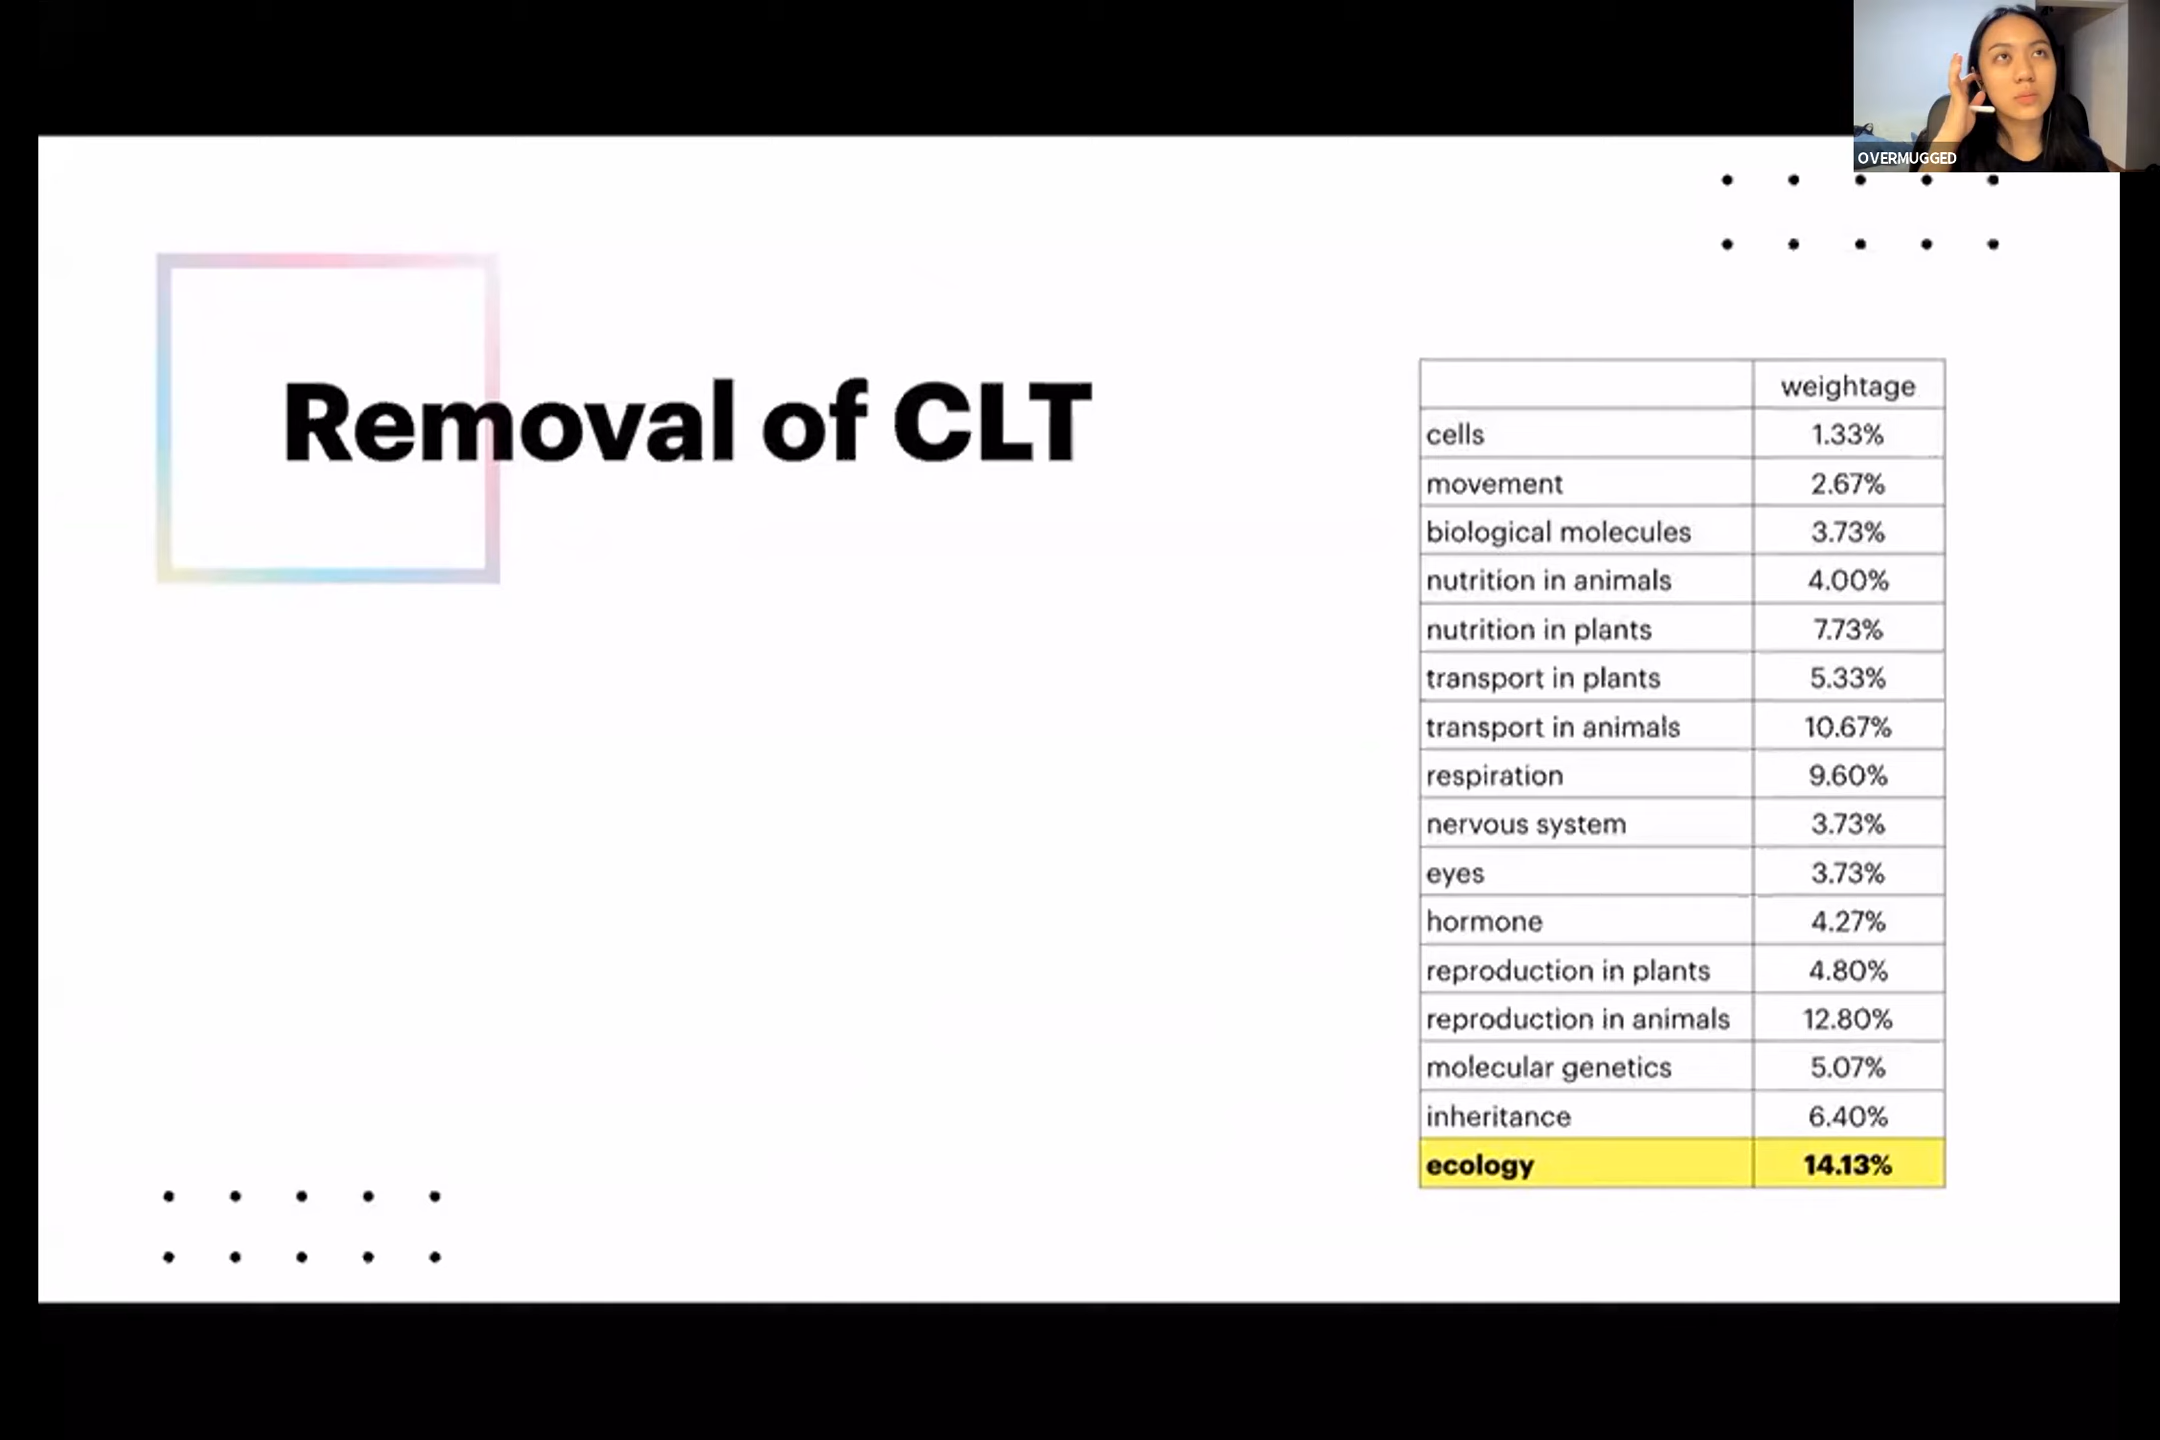 OVERMUGGED
Removal of CLT
weightage
cells 1.33%
movement 2.67%
biological molecules 3.73%
nutrition in animals 4.00%
nutrition in plants 7.73%
transport in plants 5.33%
transport in animals 10.67%
respiration 9.60%
nervous system 3.73%
eyes 3.73%
hormone 4.27%
reproduction in plants 4.80%
reproduction in animals 12.80%
molecular genetics 5.07%
inheritance 6.40%
ecology 14.13%